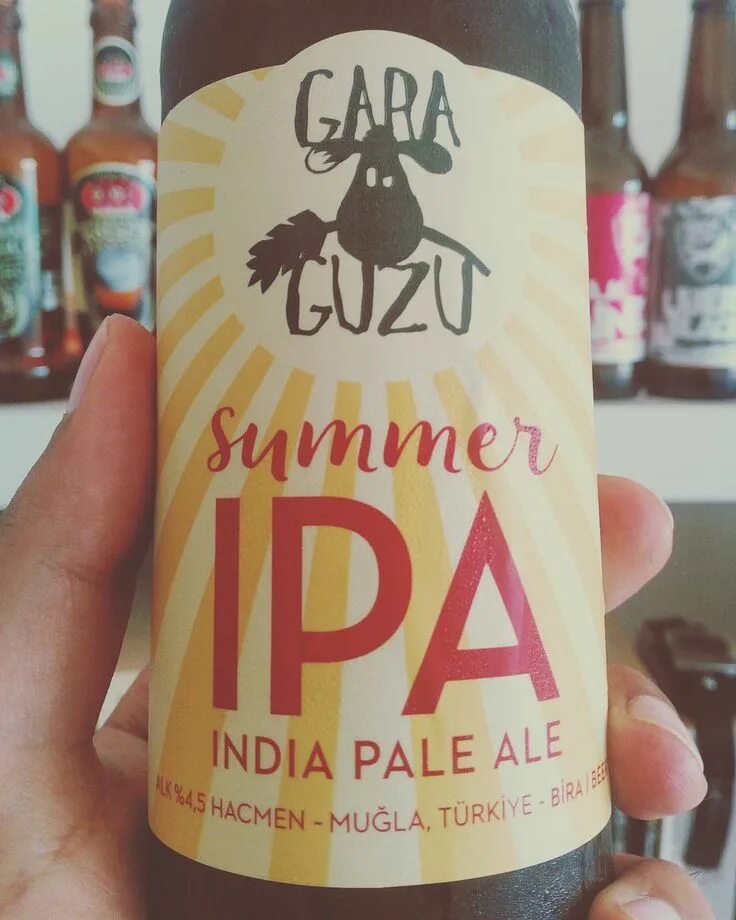 GARA
GUZU
summer
IPA
INDIA PALE ALE
ALK %4,5 HACMEN - MUĞLA, TÜRKİYE - BİRA | BEER